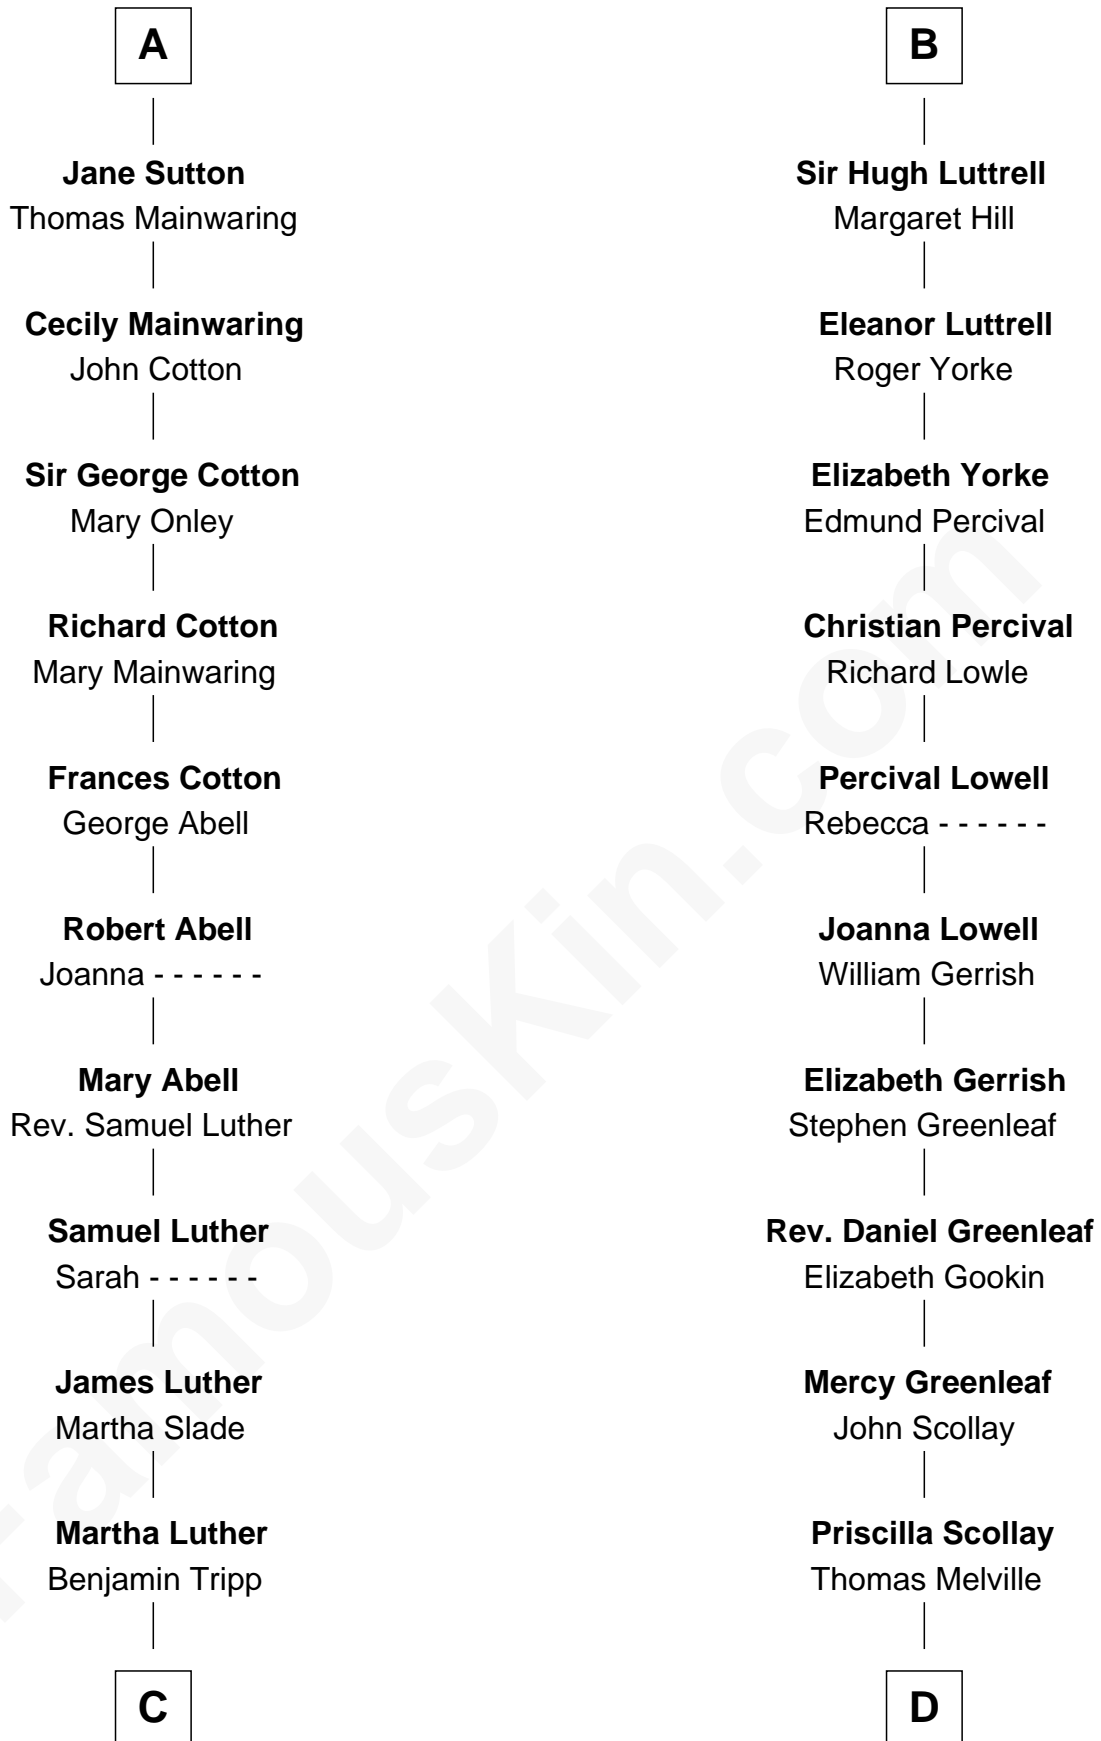 A
Jane Sutton
Thomas Mainwaring
Cecily Mainwaring
John Cotton
Sir George Cotton
Mary Onley
Richard Cotton
Mary Mainwaring
Frances Cotton
George Abell
Robert Abell
Joanna - - - - - -
Mary Abell
Rev. Samuel Luther
Samuel Luther
Sarah - - - - - -
James Luther
Martha Slade
Martha Luther
Benjamin Tripp
C
B
Sir Hugh Luttrell
Margaret Hill
Eleanor Luttrell
Roger Yorke
Elizabeth Yorke
Edmund Percival
Christian Percival
Richard Lowle
Percival Lowell
Rebecca - - - - - -
Joanna Lowell
William Gerrish
Elizabeth Gerrish
Stephen Greenleaf
Rev. Daniel Greenleaf
Elizabeth Gookin
Mercy Greenleaf
John Scollay
Priscilla Scollay
Thomas Melville
D
FamousKin.com